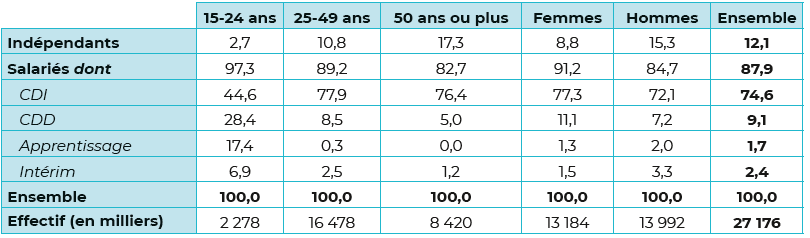 15-24 ans 25-49 ans 50 ans ou plus Femmes Hommes Ensemble
Indépendants 2,7 10,8 17,3 8,8 15,3 12,1
Salariés dont 97,3 89,2 82,7 91,2 84,7 87,9
CDI 44,6 77,9 76,4 77,3 72,1 74,6
CDD 28,4 8,5 5,0 11,1 7,2 9,1
Apprentissage 17,4 0,3 0,0 1,3 2,0 1,7
Intérim 6,9 2,5 1,2 1,5 3,3 2,4
Ensemble 100,0 100,0 100,0 100,0 100,0 100,0
Effectif (en milliers) 2 278 16 478 8 420 13 184 13 992 27 176